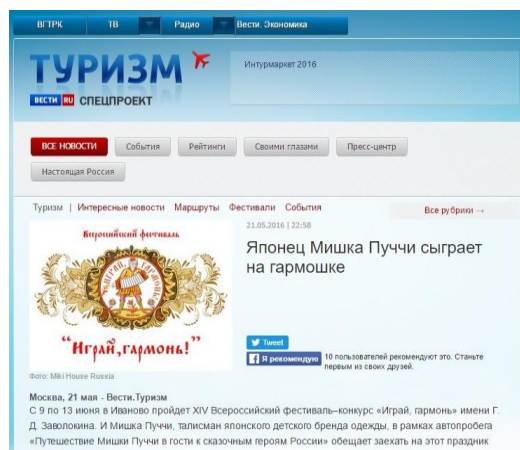 ВГТРК ТВ Радио Вести. Экономика
ТУРИЗМ
ВЕСТИ RU СПЕЦПРОЕКТ
Интурмаркет 2016
ВСЕ НОВОСТИ События Рейтинги Своими глазами Пресс-центр
Настоящая Россия
Туризм | Интересные новости Маршруты Фестивали События
Все рубрики →
Всероссийский фестиваль
ИГРАЙ, ГАРМОНЬ!
“Играй, гармонь!”
Фото: Miki House Russia
21.05.2016 | 22:58
Японец Мишка Пуччи сыграет
на гармошке
Tweet
Я рекомендую 10 пользователей рекомендуют это. Станьте
первым из своих друзей.
Москва, 21 мая - Вести.Туризм
С 9 по 13 июня в Иваново пройдет XIV Всероссийский фестиваль–конкурс «Играй, гармонь» имени Г.
Д. Заволокина. И Мишка Пуччи, талисман японского детского бренда одежды, в рамках автопробега
«Путешествие Мишки Пуччи в гости к сказочным героям России» обещает заехать на этот праздник